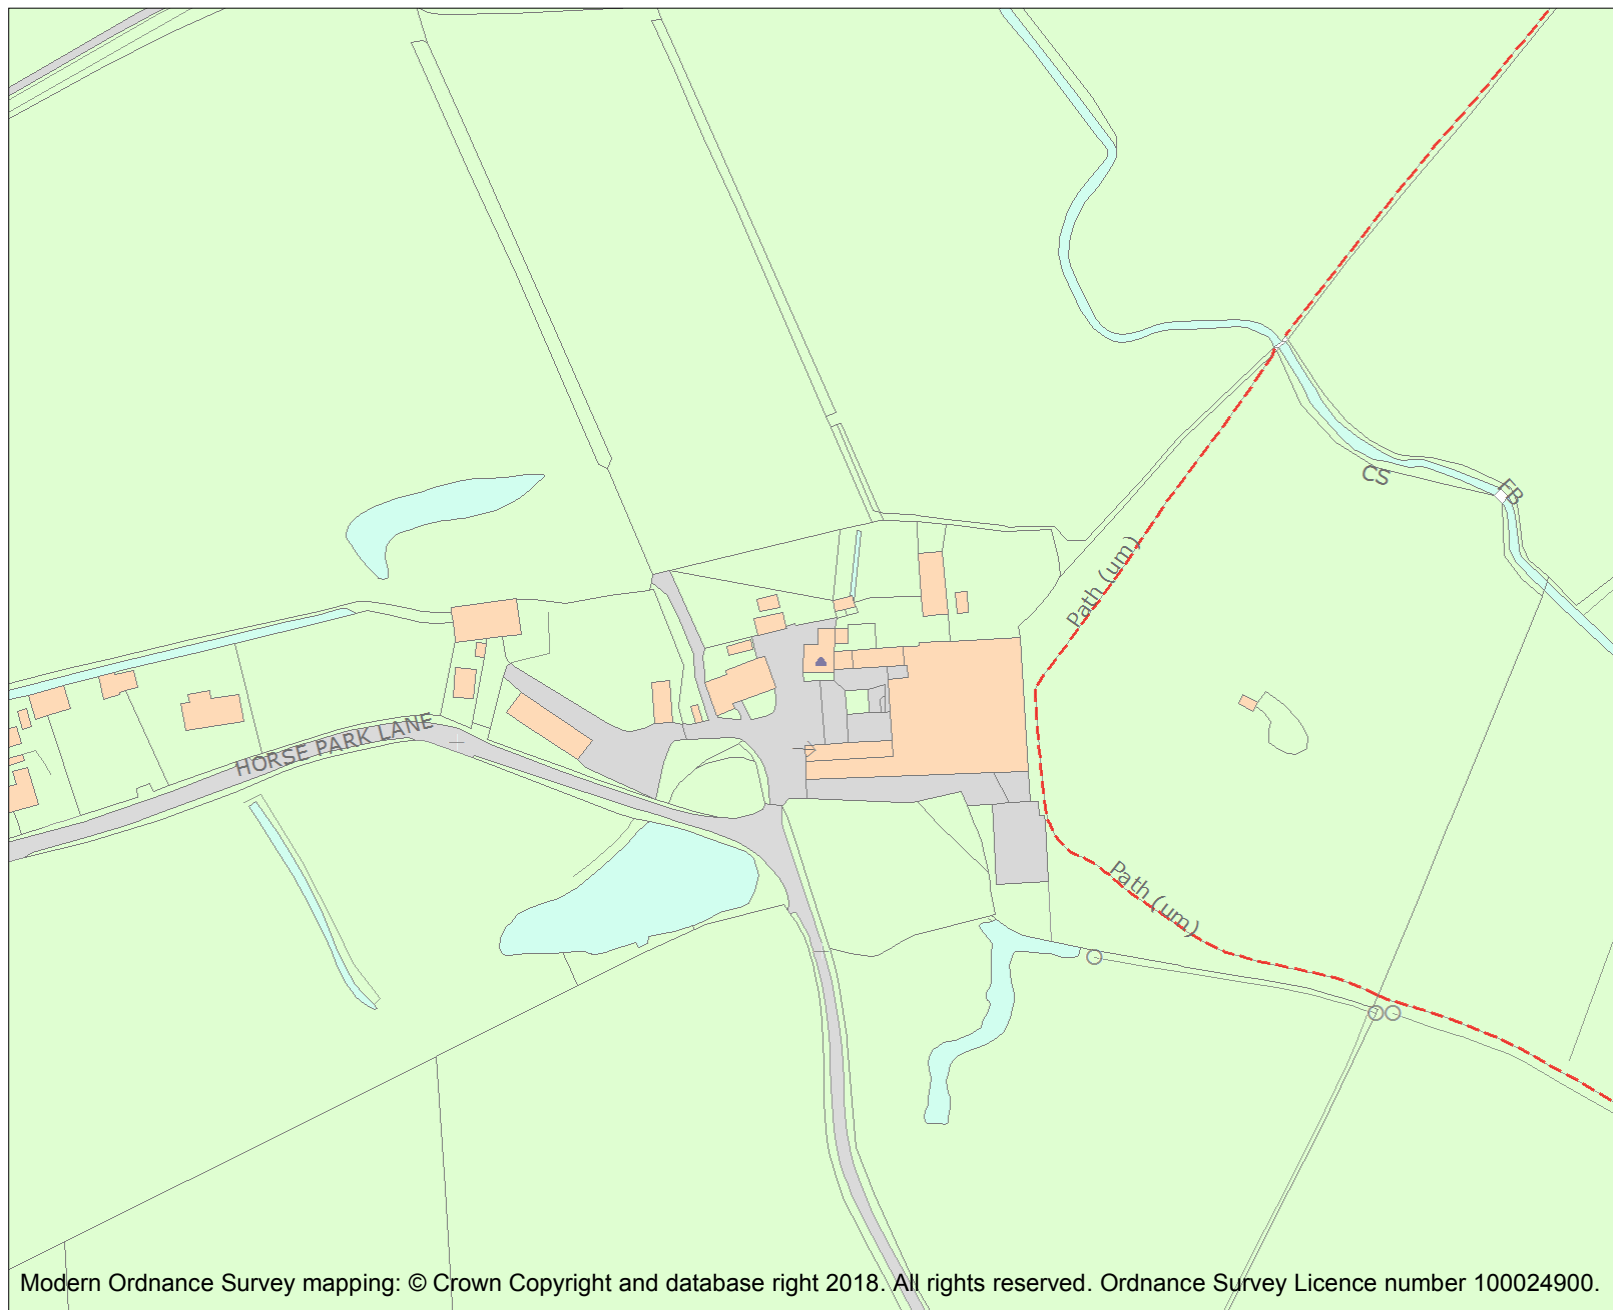 CS
FB
Path (um)
HORSE PARK LANE
Path (um)
Modern Ordnance Survey mapping: © Crown Copyright and database right 2018. All rights reserved. Ordnance Survey Licence number 100024900.